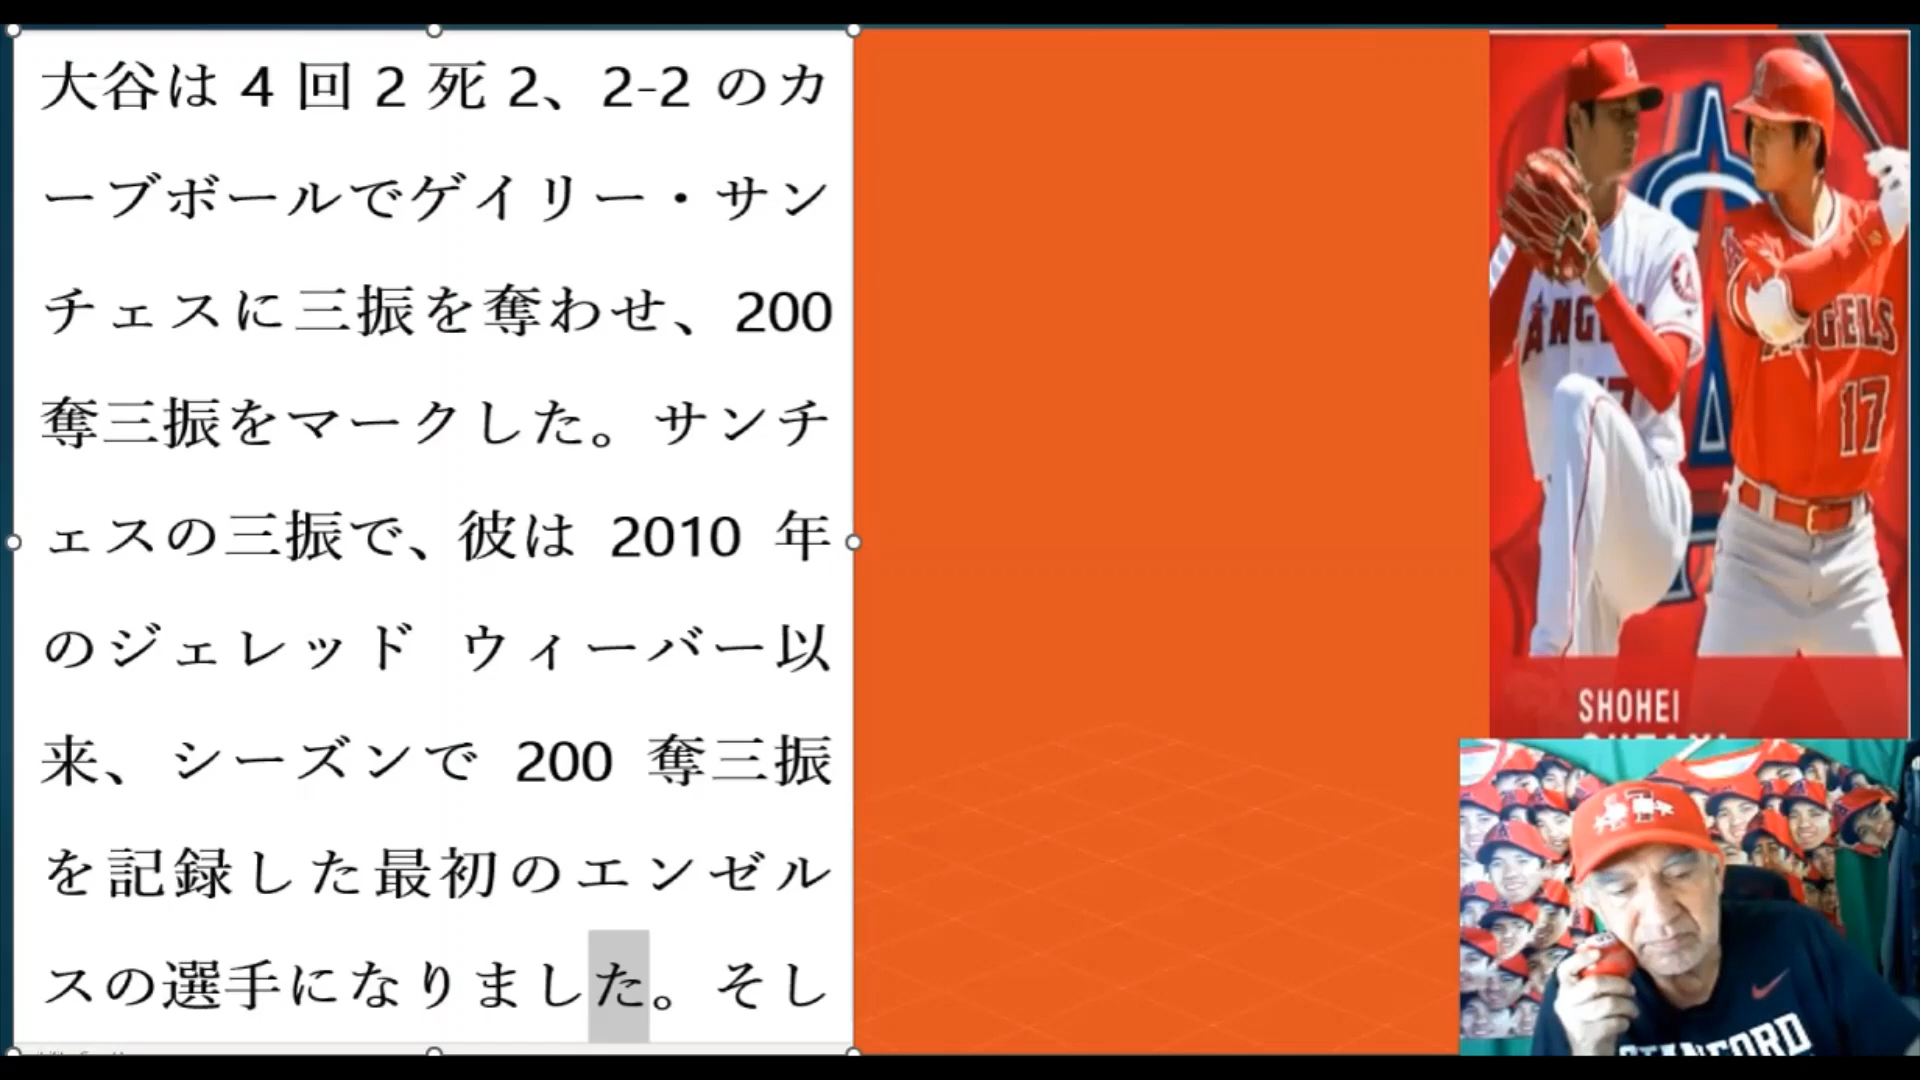 大谷は 4 回 2 死 2、2-2 のカ
ーブボールでゲイリー・サン
チェスに三振を奪わせ、200
奪三振をマークした。サンチ
ェスの三振で、彼は 2010 年
のジェレッド ウィーバー以
来、シーズンで 200 奪三振
を記録した最初のエンゼル
スの選手になりました。そし
ANGELS
17
SHOHEI
STANFORD